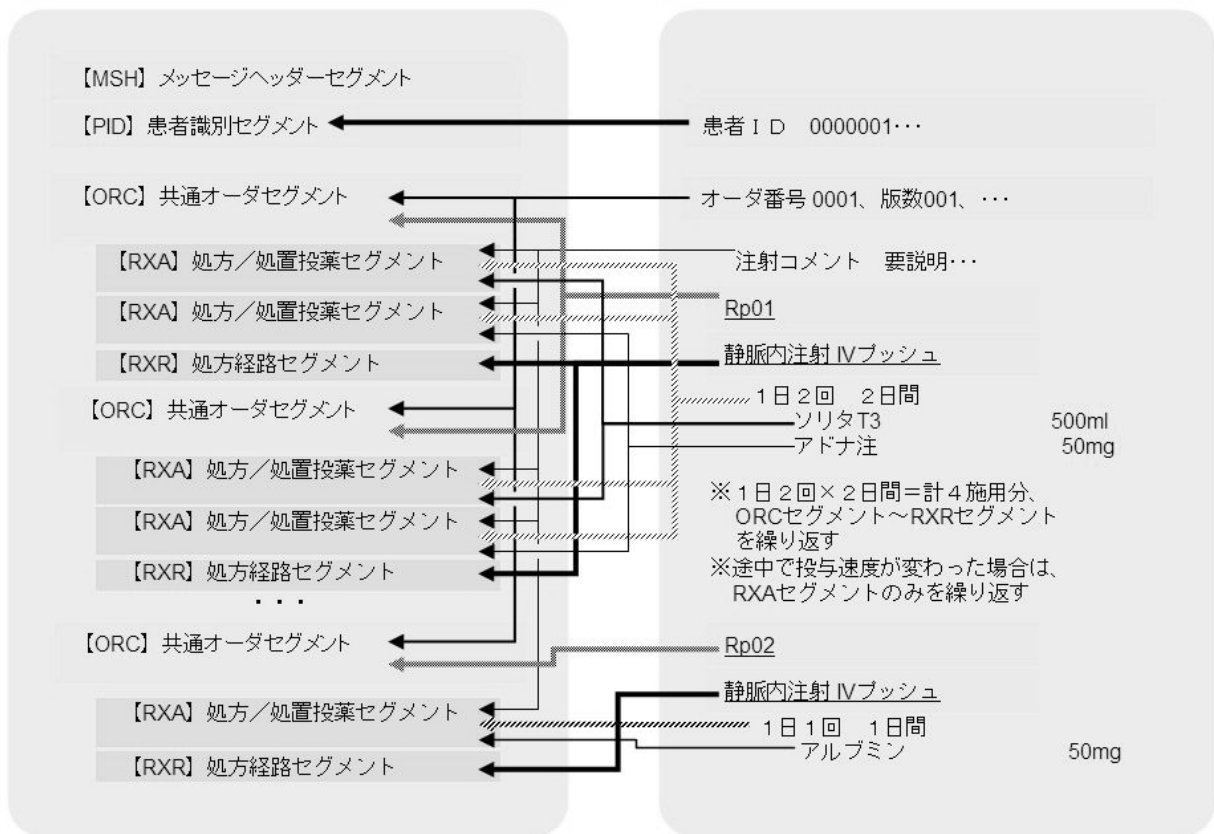 【MSH】メッセージヘッダーセグメント
【PID】患者識別セグメント
【ORC】共通オーダセグメント
【RXA】処方／処置投薬セグメント
【RXA】処方／処置投薬セグメント
【RXR】処方経路セグメント
【ORC】共通オーダセグメント
【RXA】処方／処置投薬セグメント
【RXA】処方／処置投薬セグメント
【RXR】処方経路セグメント
・・・
【ORC】共通オーダセグメント
【RXA】処方／処置投薬セグメント
【RXR】処方経路セグメント
患者ＩＤ　0000001･･･
オーダ番号 0001、版数001、･･･
注射コメント　要説明･･･
Rp01
静脈内注射 IVプッシュ
１日２回　２日間
ソリタT3　500ml
アドナ注　50mg
※１日２回×２日間＝計４施用分、
ORCセグメント～RXRセグメント
を繰り返す
※途中で投与速度が変わった場合は、
RXAセグメントのみを繰り返す
Rp02
静脈内注射 IVプッシュ
１日１回　１日間
アルブミン　50mg